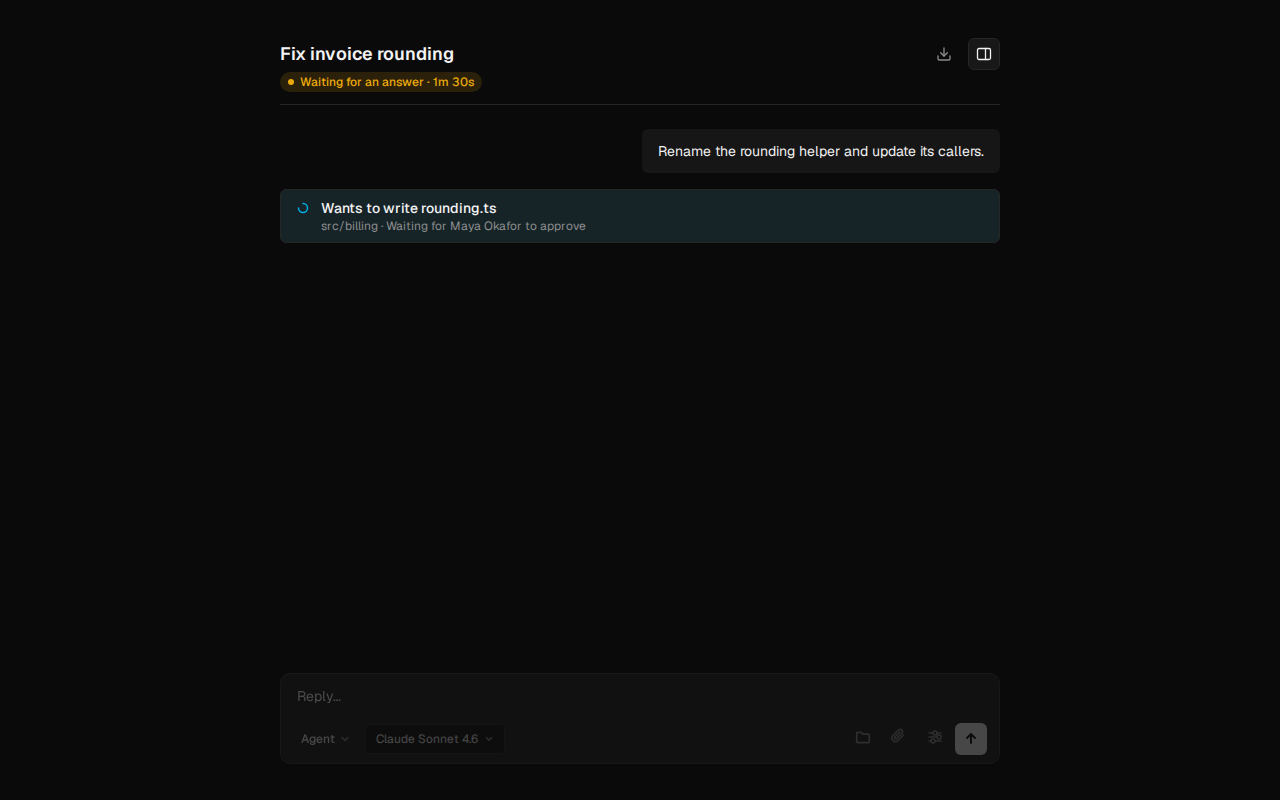 Fix invoice rounding
Waiting for an answer · 1m 30s
Rename the rounding helper and update its callers.
Wants to write rounding.ts
src/billing · Waiting for Maya Okafor to approve
Reply...
Agent
Claude Sonnet 4.6